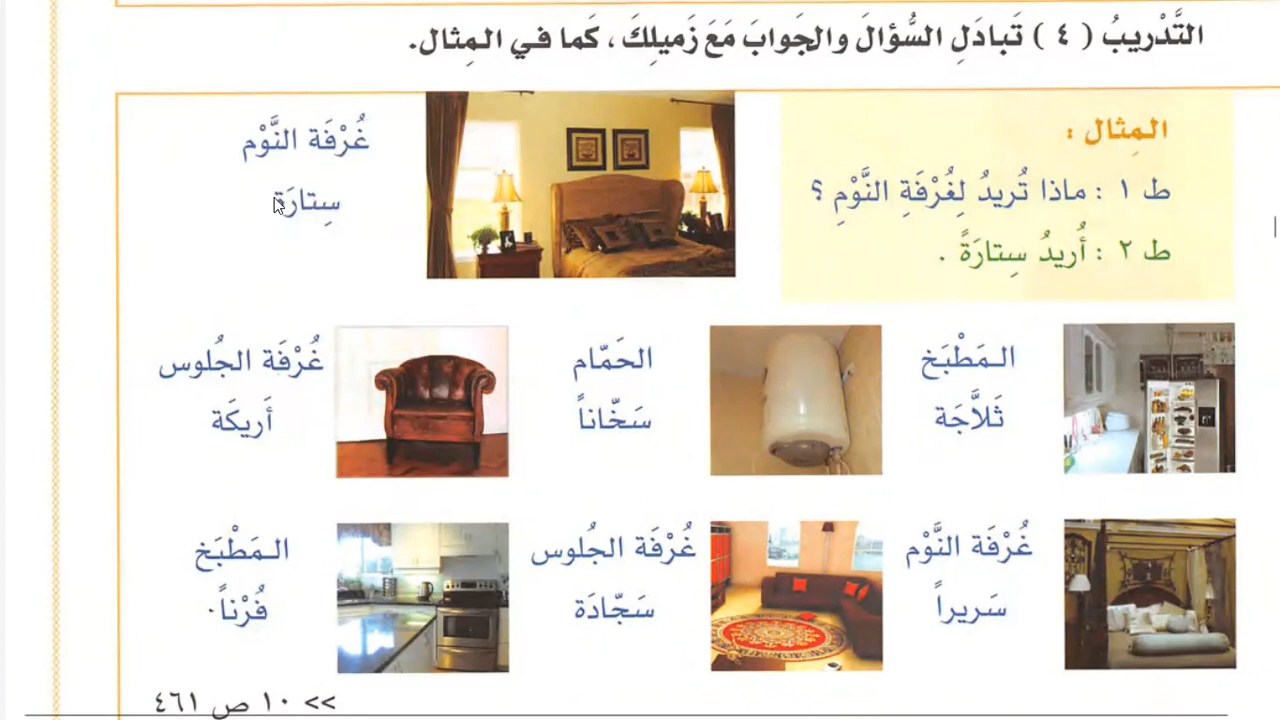 التَّدْريبُ ( ٤ ) تَبادَلِ السُّؤالَ والجَوابَ مَعَ زَميلِكَ ، كَما في المِثال.
المِثال :
ط ١ : ماذا تُريدُ لِغُرْفَةِ النَّوْمِ ؟
ط ٢ : أُريدُ سِتارَةً .
غُرْفَة النَّوْم
سِتارَة
المَطْبَخ
ثَلاَّجَة
الحَمّام
سَخّاناً
غُرْفَة الجُلوس
أَريكَة
غُرْفَة النَّوْم
سَريراً
غُرْفَة الجُلوس
سَجّادَة
المَطْبَخ
فُرْناً.
>> ١٠ ص ٤٦١